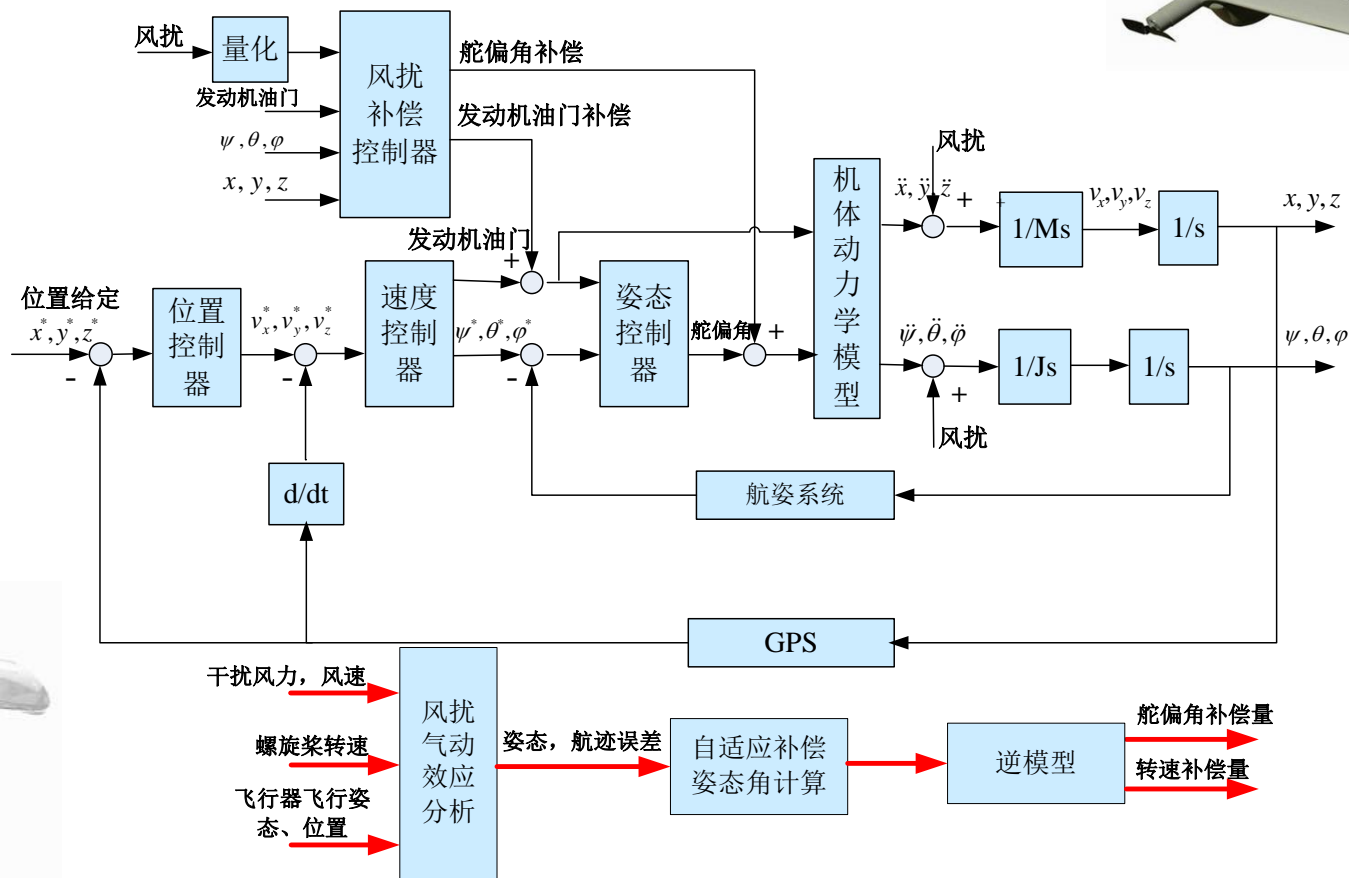 风扰
量化
发动机油门
ψ,θ,φ
x, y, z
风扰
补偿
控制器
舵偏角补偿
发动机油门补偿
发动机油门
+
位置给定
x*,y*,z*
-
位置
控制
器
v_x*,v_y*,v_z*
-
速度
控制
器
ψ*,θ*,φ*
-
姿态
控制
器
舵偏角
+
机
体
动
力
学
模
型
ẍ, ÿ, z̈
风扰
+
+
1/Ms
v_x,v_y,v_z
1/s
x, y, z
ψ̈,θ̈,φ̈
+
风扰
1/Js
1/s
ψ,θ,φ
d/dt
航姿系统
GPS
干扰风力，风速
螺旋桨转速
飞行器飞行姿
态、位置
风扰
气动
效应
分析
姿态，航迹误差
自适应补偿
姿态角计算
逆模型
舵偏角补偿量
转速补偿量